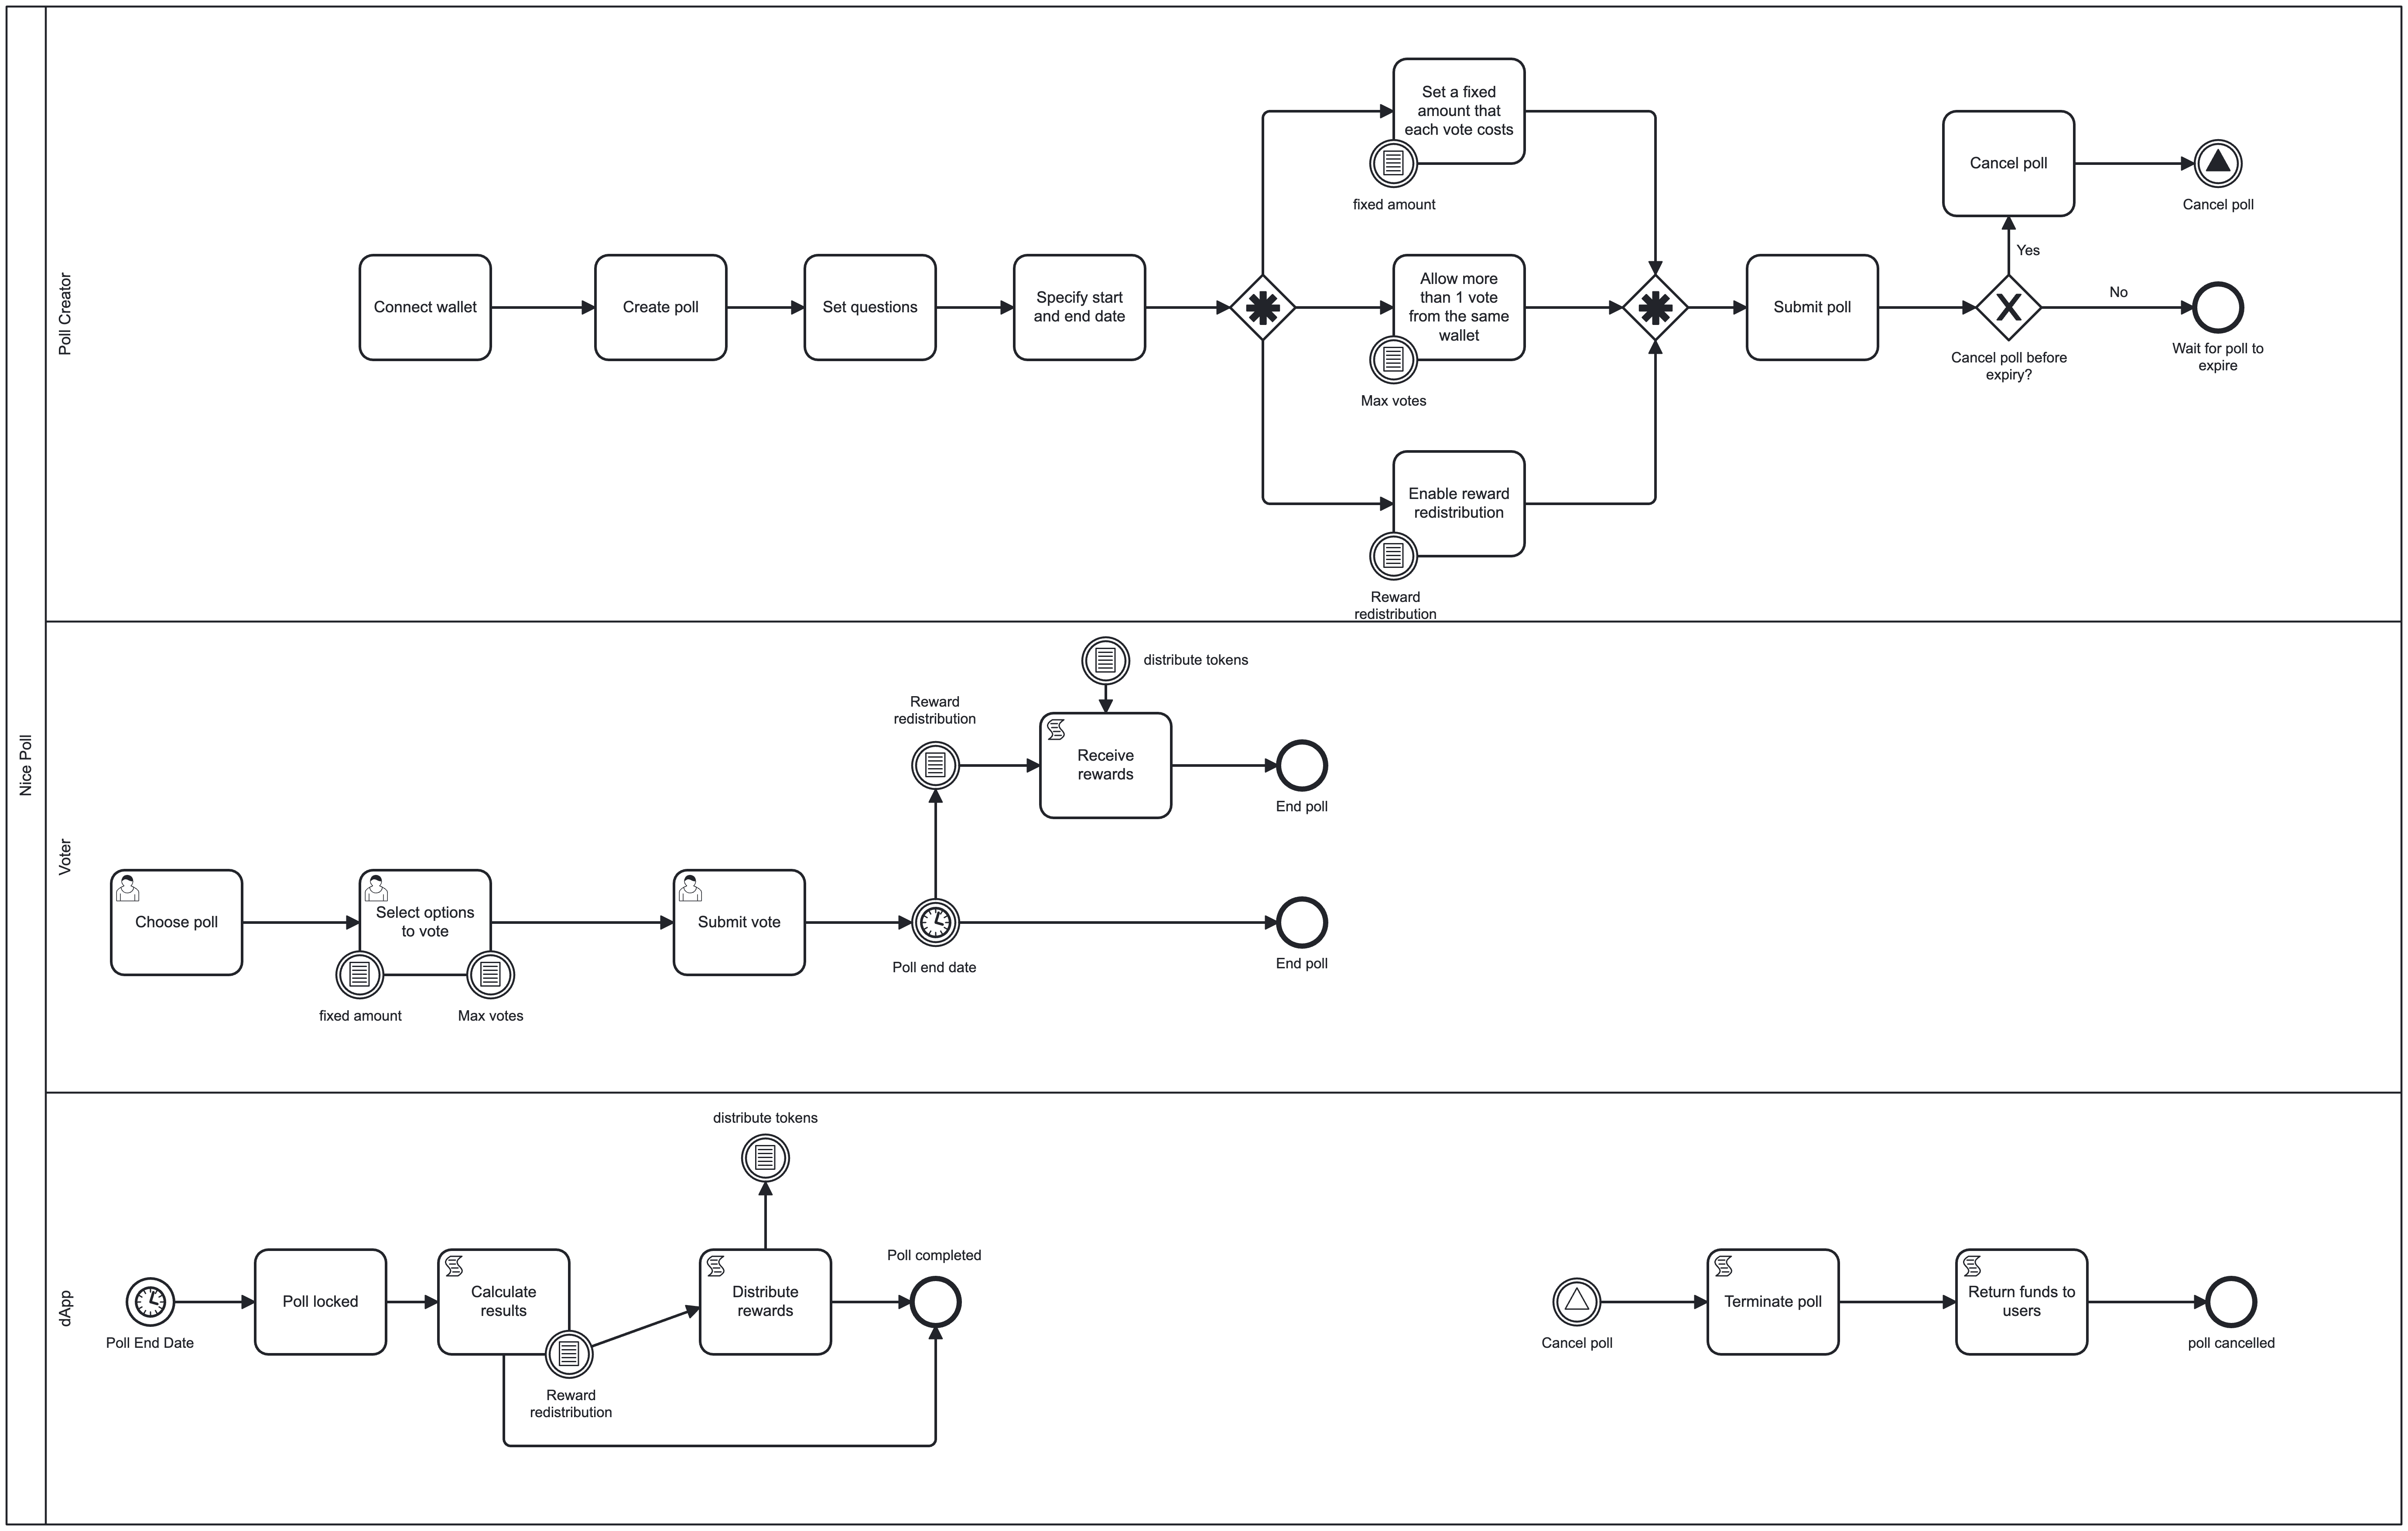 Nice Poll
Poll Creator
Connect wallet
Create poll
Set questions
Specify start
and end date
Set a fixed
amount that
each vote costs
fixed amount
Allow more
than 1 vote
from the same
wallet
Max votes
Enable reward
redistribution
Reward
redistribution
Submit poll
Cancel poll before
expiry?
Yes
Cancel poll
Cancel poll
No
Wait for poll to
expire
Voter
Choose poll
Select options
to vote
fixed amount
Max votes
Submit vote
Poll end date
Reward
redistribution
distribute tokens
Receive
rewards
End poll
End poll
dApp
Poll End Date
Poll locked
Calculate
results
Reward
redistribution
distribute tokens
Distribute
rewards
Poll completed
Cancel poll
Terminate poll
Return funds to
users
poll cancelled